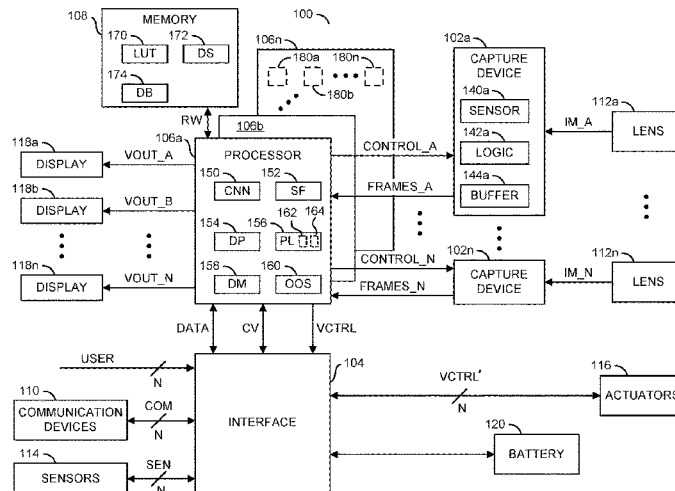 108
MEMORY
170
172
LUT
DS
174
DB
100
106n
180a
180n
180b
102a
CAPTURE
DEVICE
140a
SENSOR
142a
LOGIC
144a
BUFFER
112a
IM_A
LENS
RW
106a
106b
PROCESSOR
150
152
CNN
SF
154
156
162
164
DP
PL
158
160
DM
OOS
118a
DISPLAY
VOUT_A
118b
DISPLAY
VOUT_B
118n
DISPLAY
VOUT_N
CONTROL_A
FRAMES_A
CONTROL_N
FRAMES_N
102n
CAPTURE
DEVICE
IM_N
112n
LENS
DATA
CV
VCTRL
USER
N
104
INTERFACE
110
COMMUNICATION
DEVICES
COM
N
114
SENSORS
SEN
N
VCTRL'
N
116
ACTUATORS
120
BATTERY